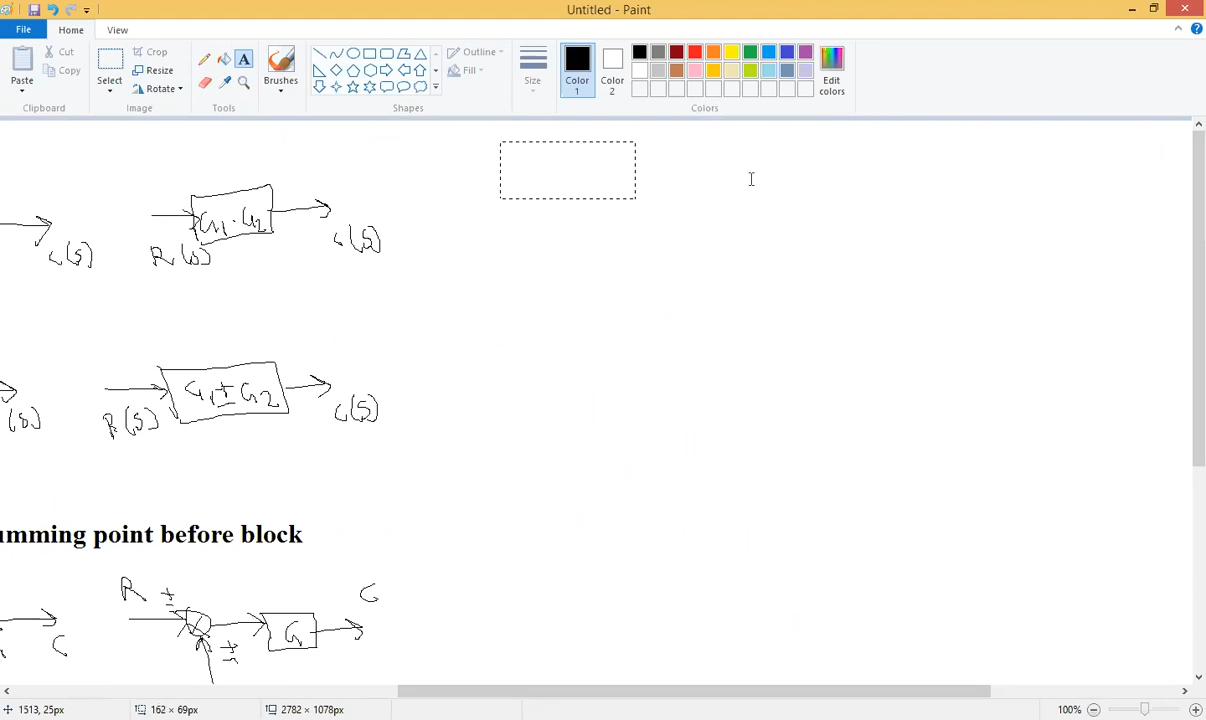 Untitled - Paint
File Home View
Paste
Cut
Copy
Clipboard
Select
Crop
Resize
Rotate
Image
A
Tools
Brushes
Outline
Fill
Shapes
Size
Color 1
Color 2
Edit colors
Colors
G1 · G2
C(S)
R(S)
C(S)
G1 ± G2
(S)
R(S)
C(S)
umming point before block
R ±
C
G
C
±
1513, 25px
162 × 69px
2782 × 1078px
100%